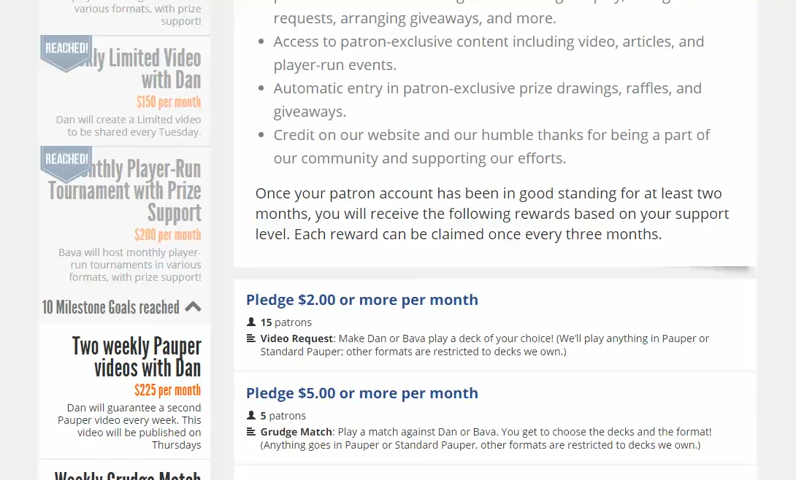 various formats, with prize
support!
REACHED!
kly Limited Video
with Dan
$150 per month
Dan will create a Limited video
to be shared every Tuesday.
REACHED!
nthly Player-Run
Tournament with Prize
Support
$200 per month
Bava will host monthly player-
run tournaments in various
formats, with prize support!
10 Milestone Goals reached
Two weekly Pauper
videos with Dan
$225 per month
Dan will guarantee a second
Pauper video every week. This
video will be published on
Thursdays
Weekly Grudge Match
requests, arranging giveaways, and more.
• Access to patron-exclusive content including video, articles, and
player-run events.
• Automatic entry in patron-exclusive prize drawings, raffles, and
giveaways.
• Credit on our website and our humble thanks for being a part of
our community and supporting our efforts.
Once your patron account has been in good standing for at least two
months, you will receive the following rewards based on your support
level. Each reward can be claimed once every three months.
Pledge $2.00 or more per month
15 patrons
Video Request: Make Dan or Bava play a deck of your choice! (We'll play anything in Pauper or
Standard Pauper; other formats are restricted to decks we own.)
Pledge $5.00 or more per month
5 patrons
Grudge Match: Play a match against Dan or Bava. You get to choose the decks and the format!
(Anything goes in Pauper or Standard Pauper, other formats are restricted to decks we own.)